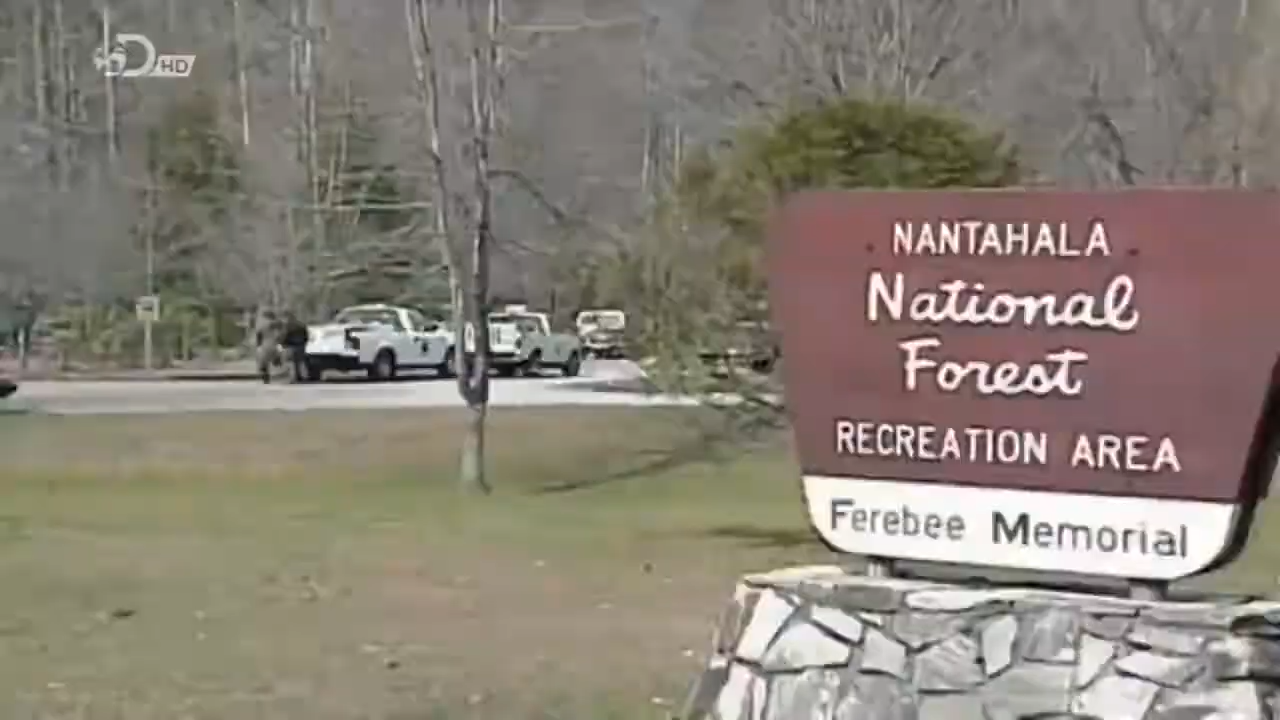 D HD
NANTAHALA
National
Forest
RECREATION AREA
Ferebee Memorial